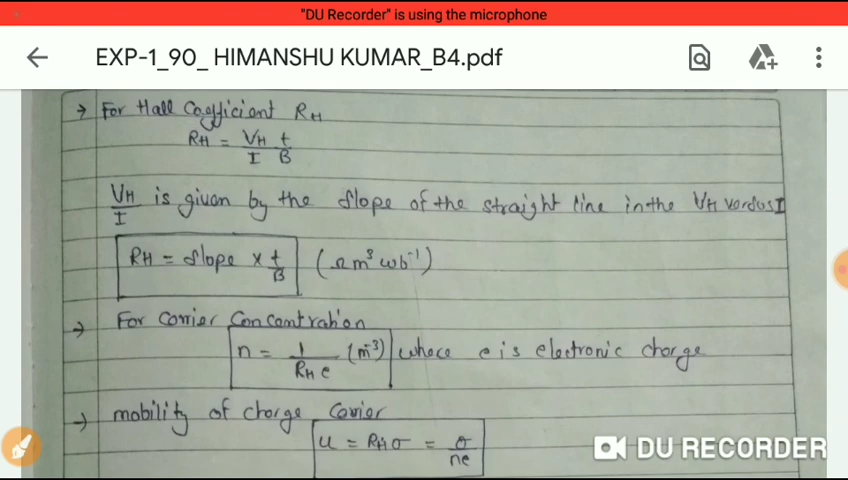 "DU Recorder" is using the microphone
EXP-1_90_ HIMANSHU KUMAR_B4.pdf
→ For Hall Coefficient RH
RH = VH/I t/B
VH/I is given by the slope of the straight line in the VH versus I
RH = slope × t/B (Ω m³ wb⁻¹)
→ For Carrier Concentration
n = 1/RH e (m⁻³) where e is electronic charge
→ mobility of charge Carrier
u = RHσ = σ/ne
DU RECORDER